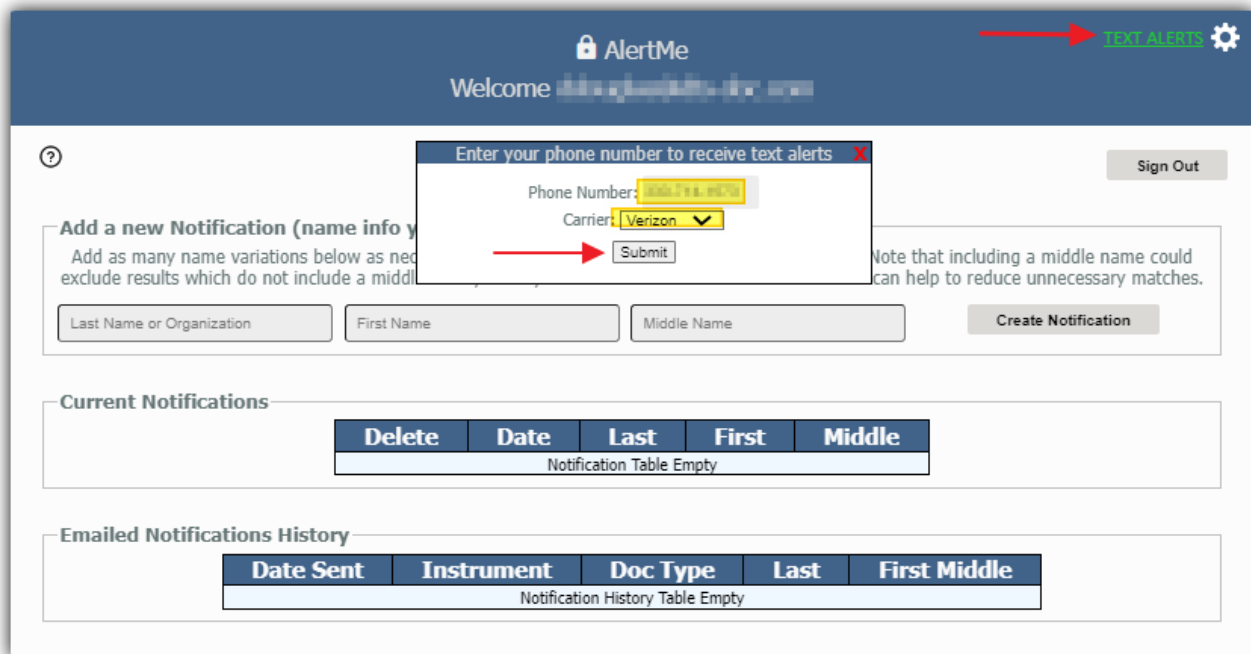 TEXT ALERTS
AlertMe
Welcome
Enter your phone number to receive text alerts X
Sign Out
Phone Number:
Carrier: Verizon
Submit
Add a new Notification (name info y
Add as many name variations below as nec
Note that including a middle name could
exclude results which do not include a middl
can help to reduce unnecessary matches.
Last Name or Organization First Name Middle Name Create Notification
Current Notifications
Delete Date Last First Middle
Notification Table Empty
Emailed Notifications History
Date Sent Instrument Doc Type Last First Middle
Notification History Table Empty